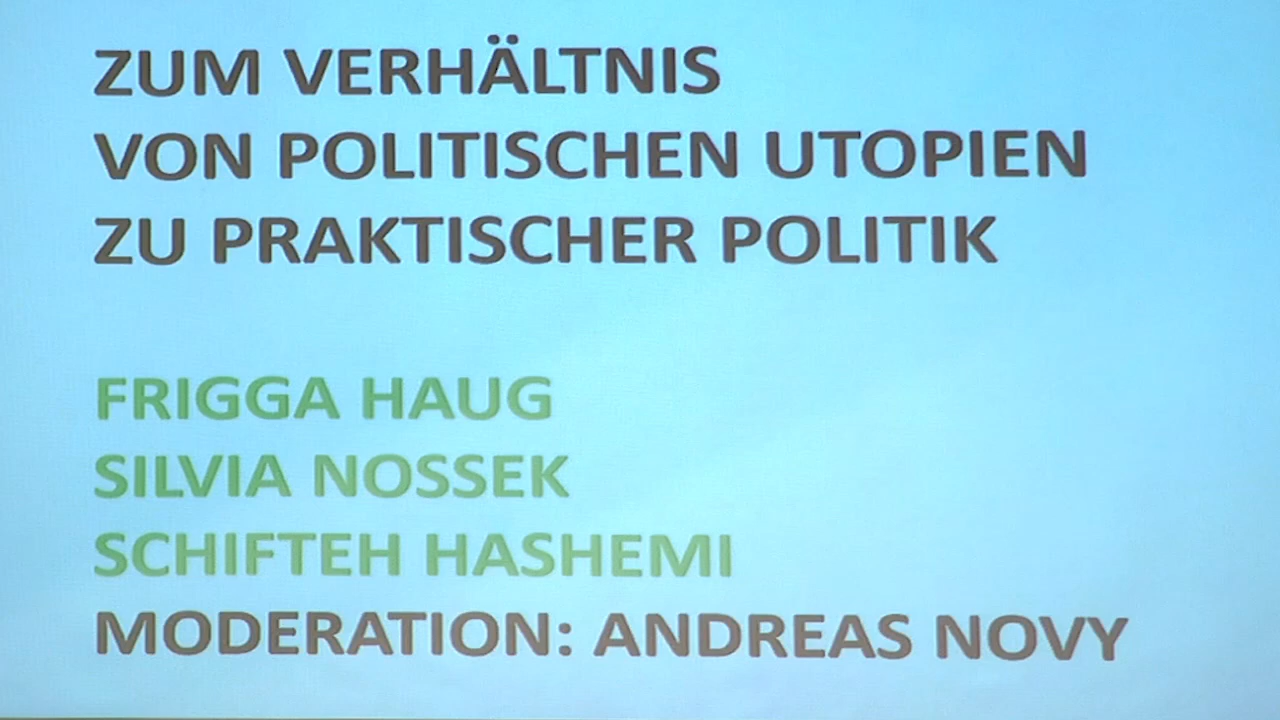 ZUM VERHÄLTNIS
VON POLITISCHEN UTOPIEN
ZU PRAKTISCHER POLITIK
FRIGGA HAUG
SILVIA NOSSEK
SCHIFTEH HASHEMI
MODERATION: ANDREAS NOVY